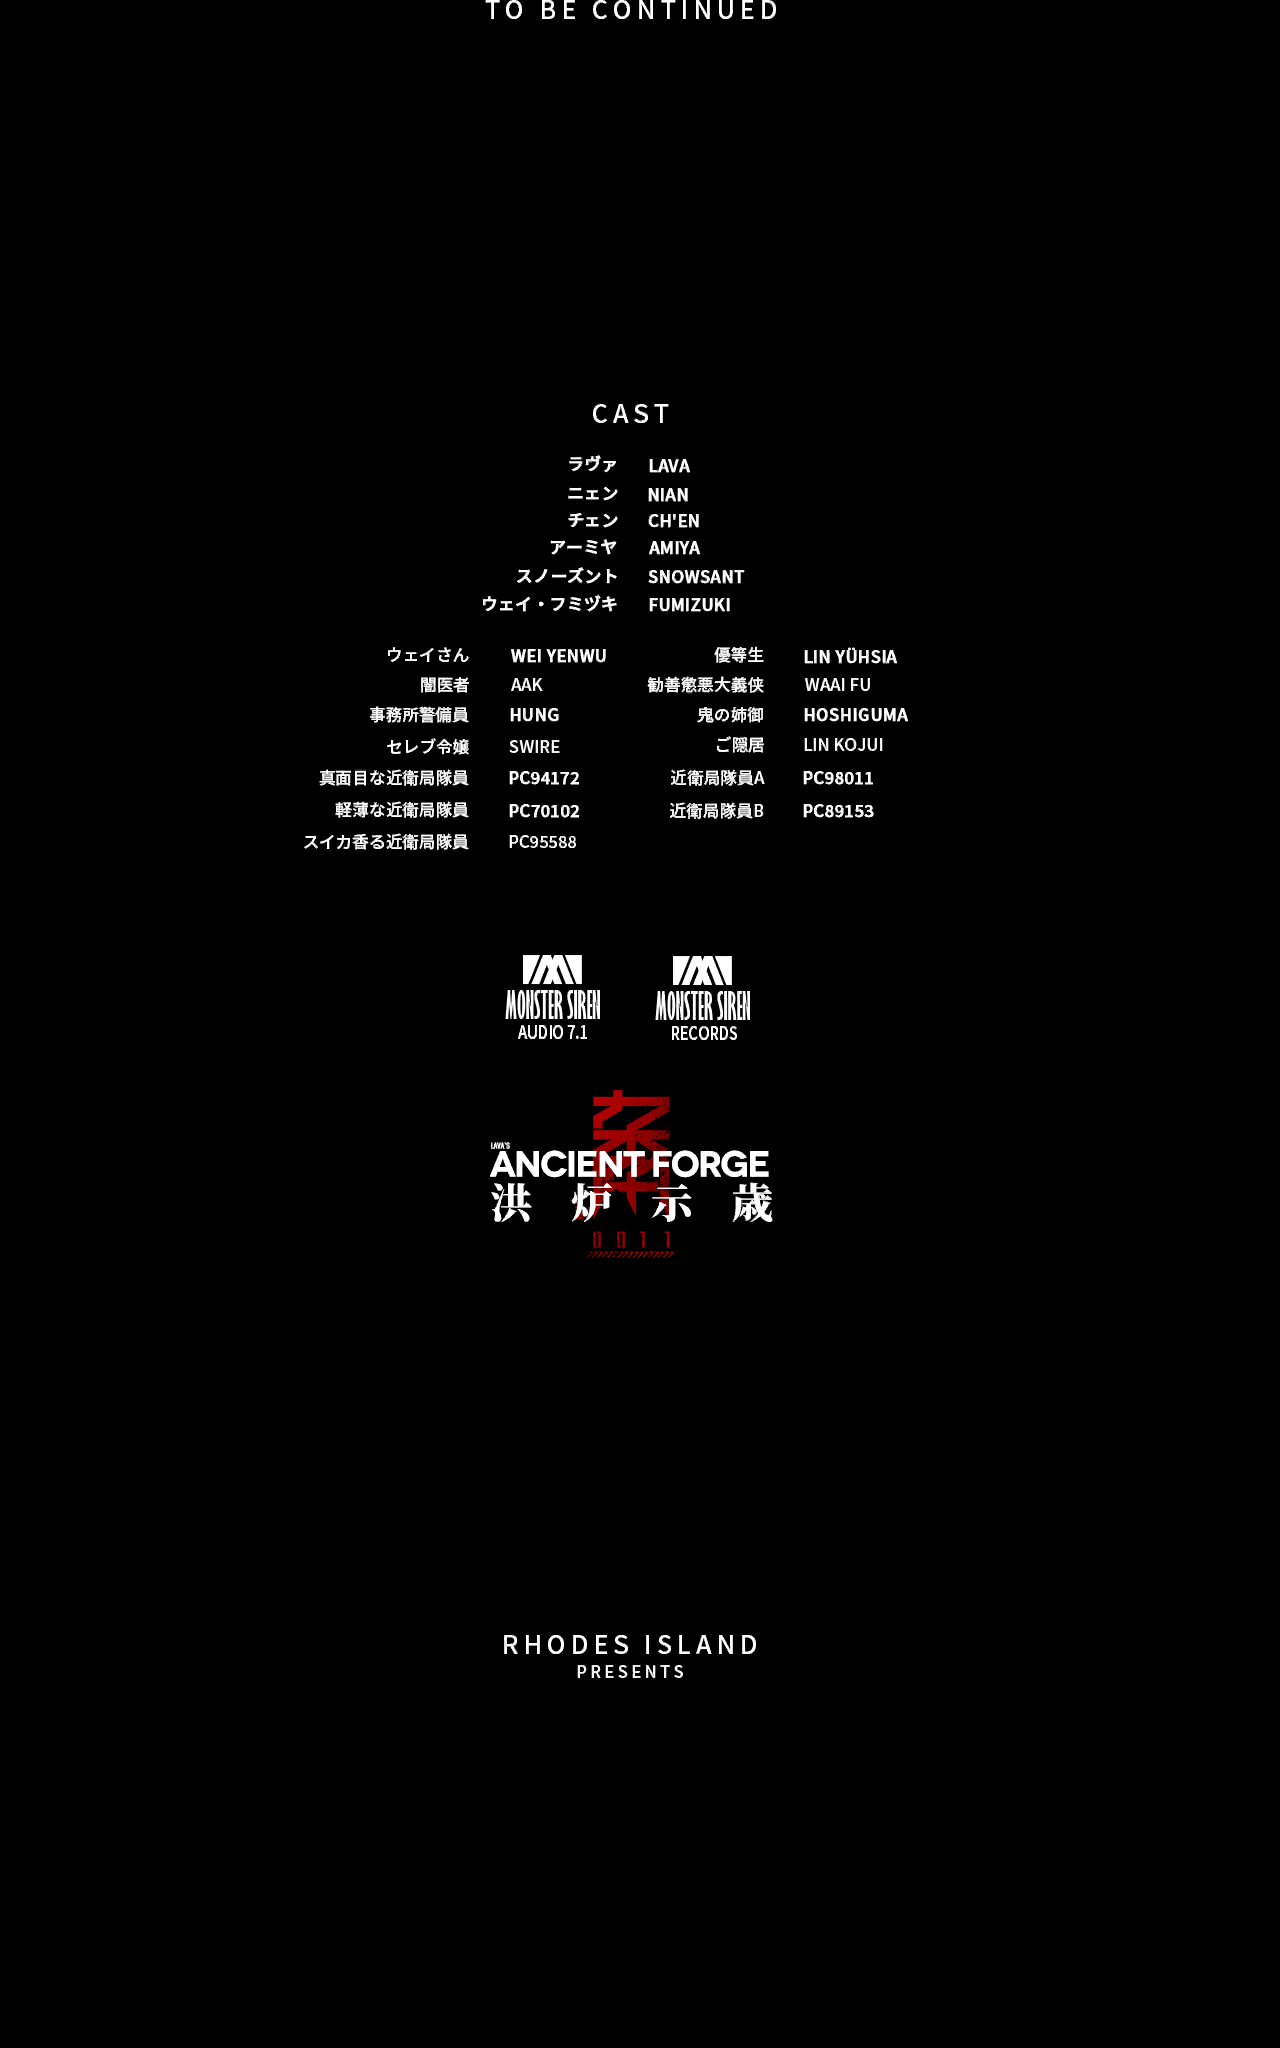 TO BE CONTINUED
CAST
ラヴァ LAVA
ニェン NIAN
チェン CH'EN
アーミヤ AMIYA
スノーズント SNOWSANT
ウェイ・フミヅキ FUMIZUKI
ウェイさん WEI YENWU 優等生 LIN YÜHSIA
闇医者 AAK 勧善懲悪大義侠 WAAI FU
事務所警備員 HUNG 鬼の姉御 HOSHIGUMA
セレブ令嬢 SWIRE ご隠居 LIN KOJUI
真面目な近衛局隊員 PC94172 近衛局隊員A PC98011
軽薄な近衛局隊員 PC70102 近衛局隊員B PC89153
スイカ香る近衛局隊員 PC95588
MONSTER SIREN MONSTER SIREN
AUDIO 7.1 RECORDS
LAVA'S
ANCIENT FORGE
洪炉示歳
RHODES ISLAND
PRESENTS